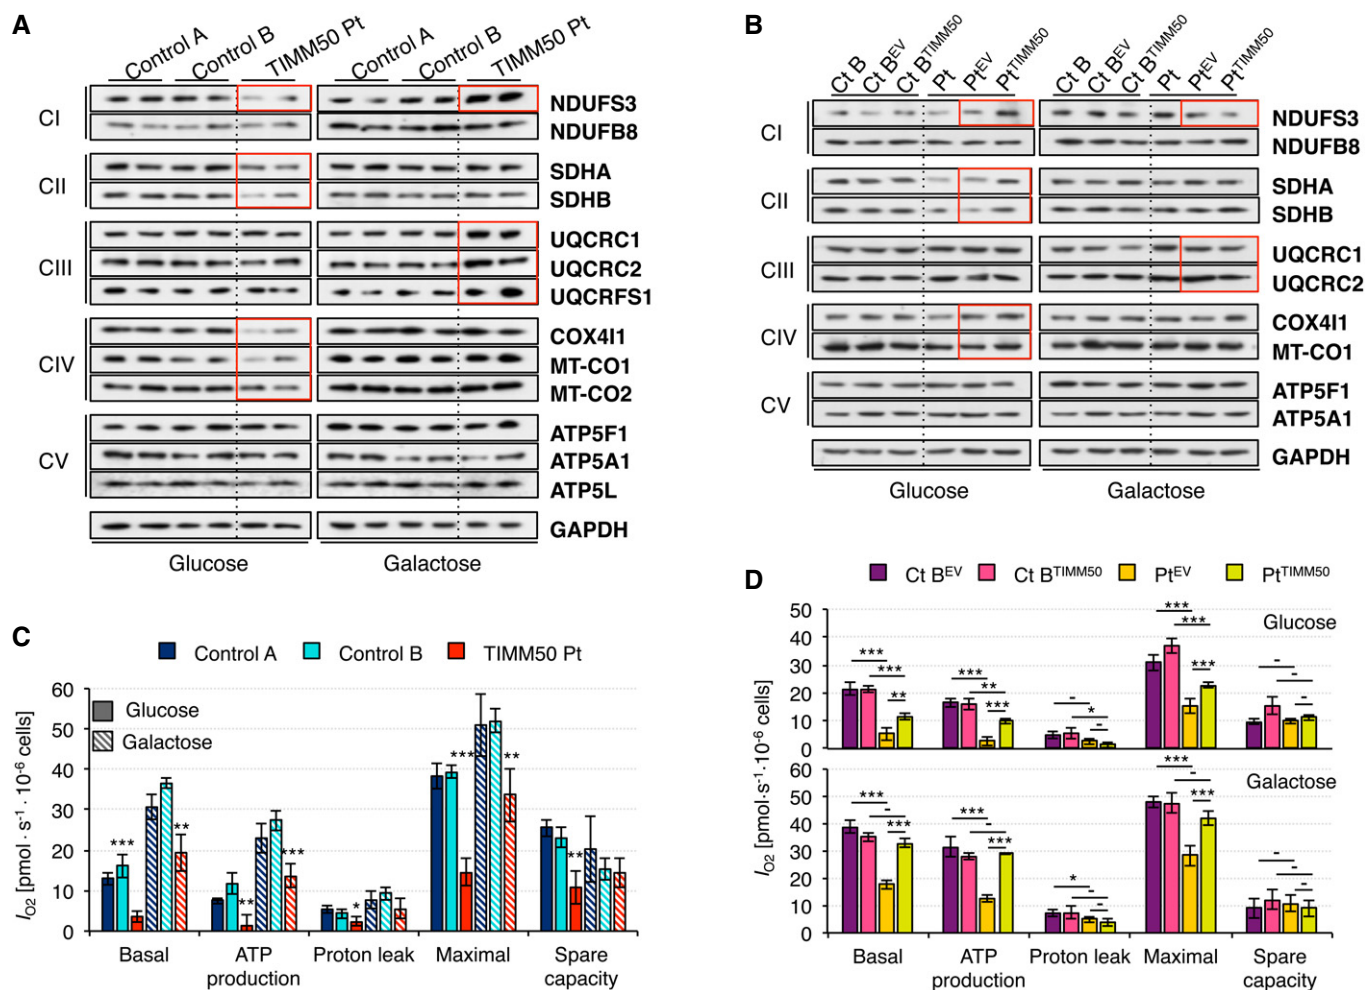 A
Control A
Control B
TIMM50 Pt
Control A
Control B
TIMM50 Pt
CI
NDUFS3
NDUFB8
CII
SDHA
SDHB
CIII
UQCRC1
UQCRC2
UQCRFS1
CIV
COX4I1
MT-CO1
MT-CO2
CV
ATP5F1
ATP5A1
ATP5L
GAPDH
Glucose
Galactose
B
Ct B
Ct B^EV
Ct B^TIMM50
Pt
Pt^EV
Pt^TIMM50
Ct B
Ct B^EV
Ct B^TIMM50
Pt
Pt^EV
Pt^TIMM50
CI
NDUFS3
NDUFB8
CII
SDHA
SDHB
CIII
UQCRC1
UQCRC2
CIV
COX4I1
MT-CO1
CV
ATP5F1
ATP5A1
GAPDH
Glucose
Galactose
C
Control A
Control B
TIMM50 Pt
Glucose
Galactose
I_O2 [pmol · s⁻¹ · 10⁻⁶ cells]
60
50
40
30
20
10
0
***
**
**
***
*
***
**
**
Basal
ATP production
Proton leak
Maximal
Spare capacity
D
Ct B^EV
Ct B^TIMM50
Pt^EV
Pt^TIMM50
I_O2 [pmol·s⁻¹·10⁻⁶ cells]
50
40
30
20
10
0
Glucose
***
***
**
***
**
***
-
*
-
***
***
***
-
-
-
60
50
40
30
20
10
0
Galactose
***
-
***
***
-
***
*
-
-
***
-
***
-
-
-
Basal
ATP production
Proton leak
Maximal
Spare capacity